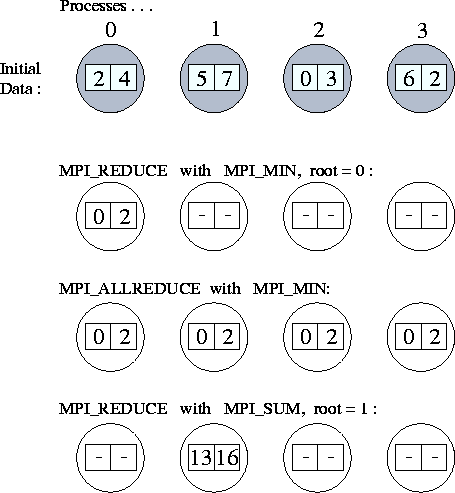 Processes . . .
0 1 2 3
Initial
Data :
2 4 5 7 0 3 6 2
MPI_REDUCE with MPI_MIN, root = 0 :
0 2 - - - - - -
MPI_ALLREDUCE with MPI_MIN:
0 2 0 2 0 2 0 2
MPI_REDUCE with MPI_SUM, root = 1 :
- - 13 16 - - - -